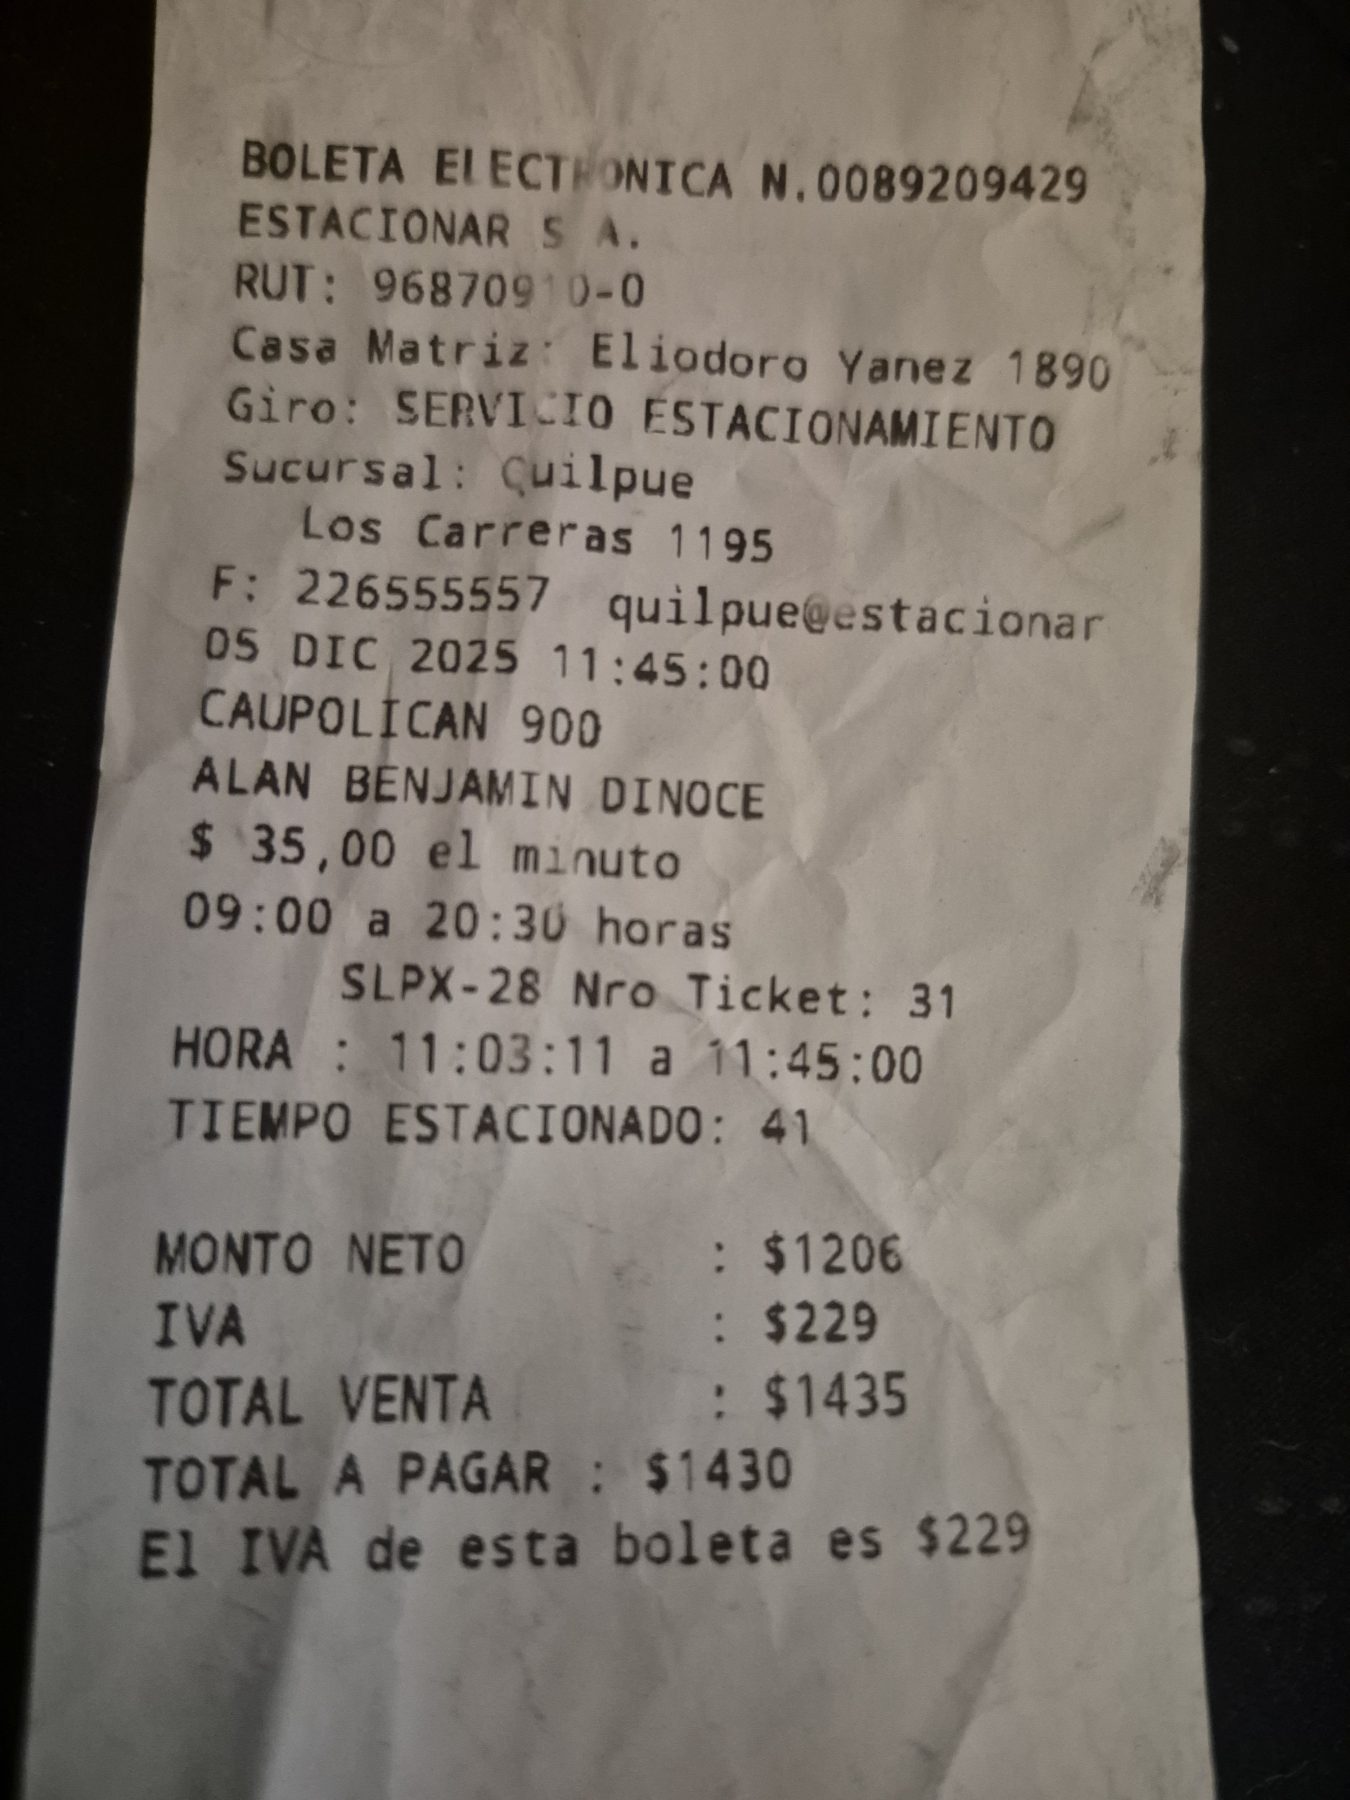 BOLETA ELECTRONICA N.0089209429
ESTACIONAR S A.
RUT: 96870910-0
Casa Matriz: Eliodoro Yanez 1890
Giro: SERVICIO ESTACIONAMIENTO
Sucursal: Quilpue
Los Carreras 1195
F: 226555557 quilpue@estacionar
05 DIC 2025 11:45:00
CAUPOLICAN 900
ALAN BENJAMIN DINOCE
$ 35,00 el minuto
09:00 a 20:30 horas
SLPX-28 Nro Ticket: 31
HORA : 11:03:11 a 11:45:00
TIEMPO ESTACIONADO: 41
MONTO NETO : $1206
IVA : $229
TOTAL VENTA : $1435
TOTAL A PAGAR : $1430
El IVA de esta boleta es $229